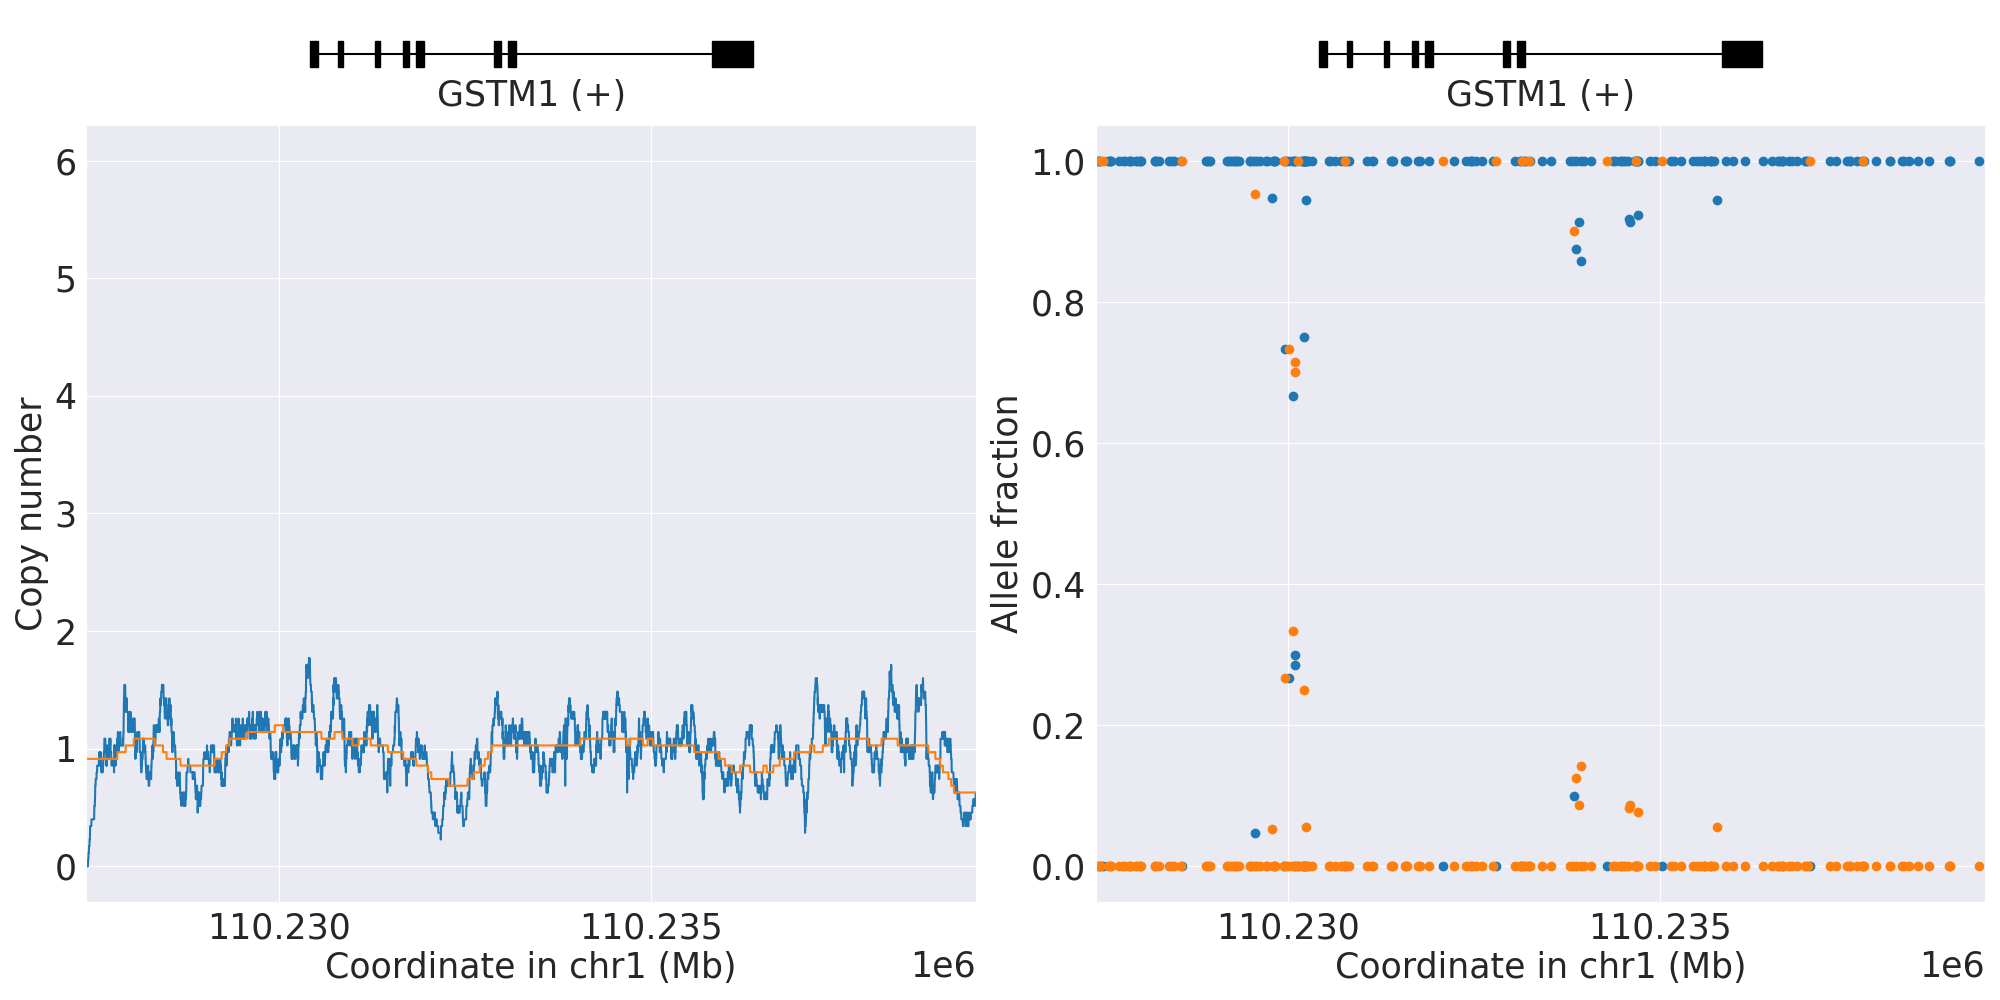 GSTM1 (+)
6
5
4
3
2
1
0
Copy number
110.230
110.235
Coordinate in chr1 (Mb)
1e6
GSTM1 (+)
1.0
0.8
0.6
0.4
0.2
0.0
Allele fraction
110.230
110.235
Coordinate in chr1 (Mb)
1e6